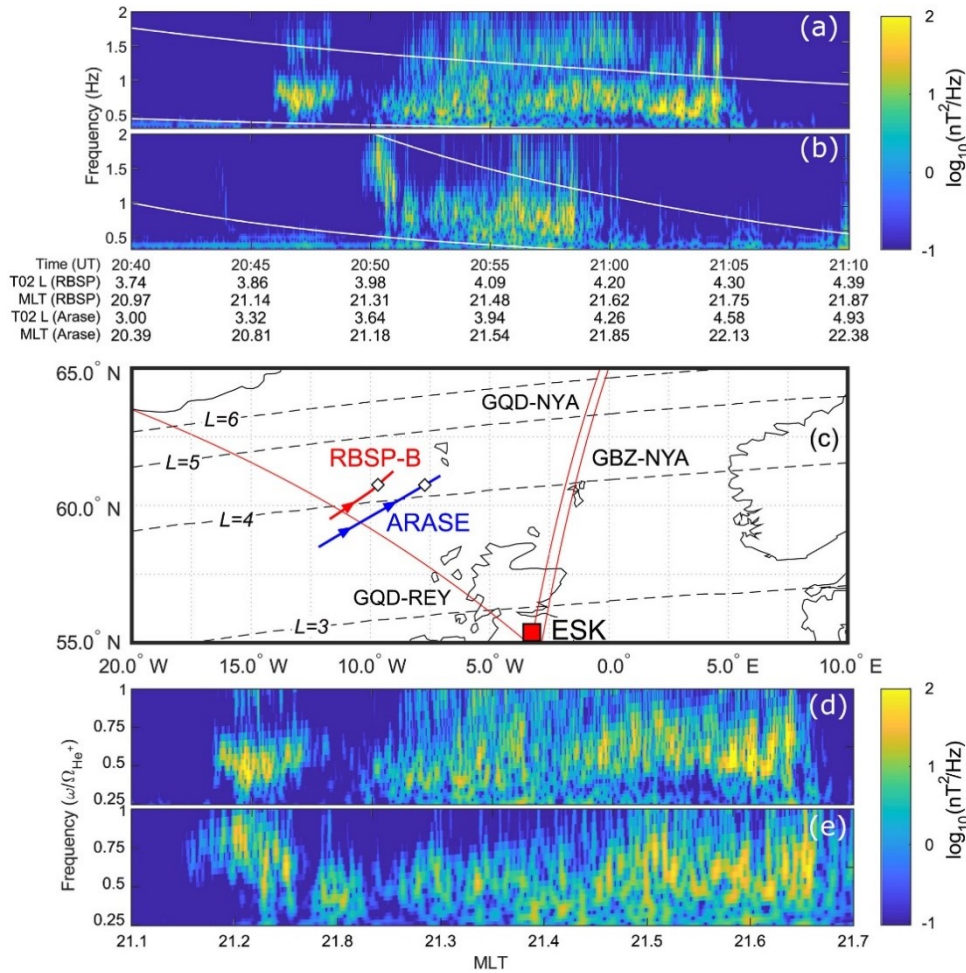 (a)
2
1.5
1
0.5
Frequency (Hz)
(b)
2
1.5
1
0.5
2
1
0
-1
log10(nT²/Hz)
Time (UT) 20:40 20:45 20:50 20:55 21:00 21:05 21:10
T02 L (RBSP) 3.74 3.86 3.98 4.09 4.20 4.30 4.39
MLT (RBSP) 20.97 21.14 21.31 21.48 21.62 21.75 21.87
T02 L (Arase) 3.00 3.32 3.64 3.94 4.26 4.58 4.93
MLT (Arase) 20.39 20.81 21.18 21.54 21.85 22.13 22.38
65.0° N
60.0° N
55.0° N
L=6
GQD-NYA
(c)
L=5
RBSP-B
GBZ-NYA
L=4
ARASE
GQD-REY
L=3
ESK
20.0° W 15.0° W 10.0° W 5.0° W 0.0° E 5.0° E 10.0° E
(d)
1
0.75
0.5
0.25
Frequency (ω/ΩHe+)
(e)
1
0.75
0.5
0.25
2
1
0
-1
log10(nT²/Hz)
21.1 21.2 21.8 21.3 21.4 21.5 21.6 21.7
MLT